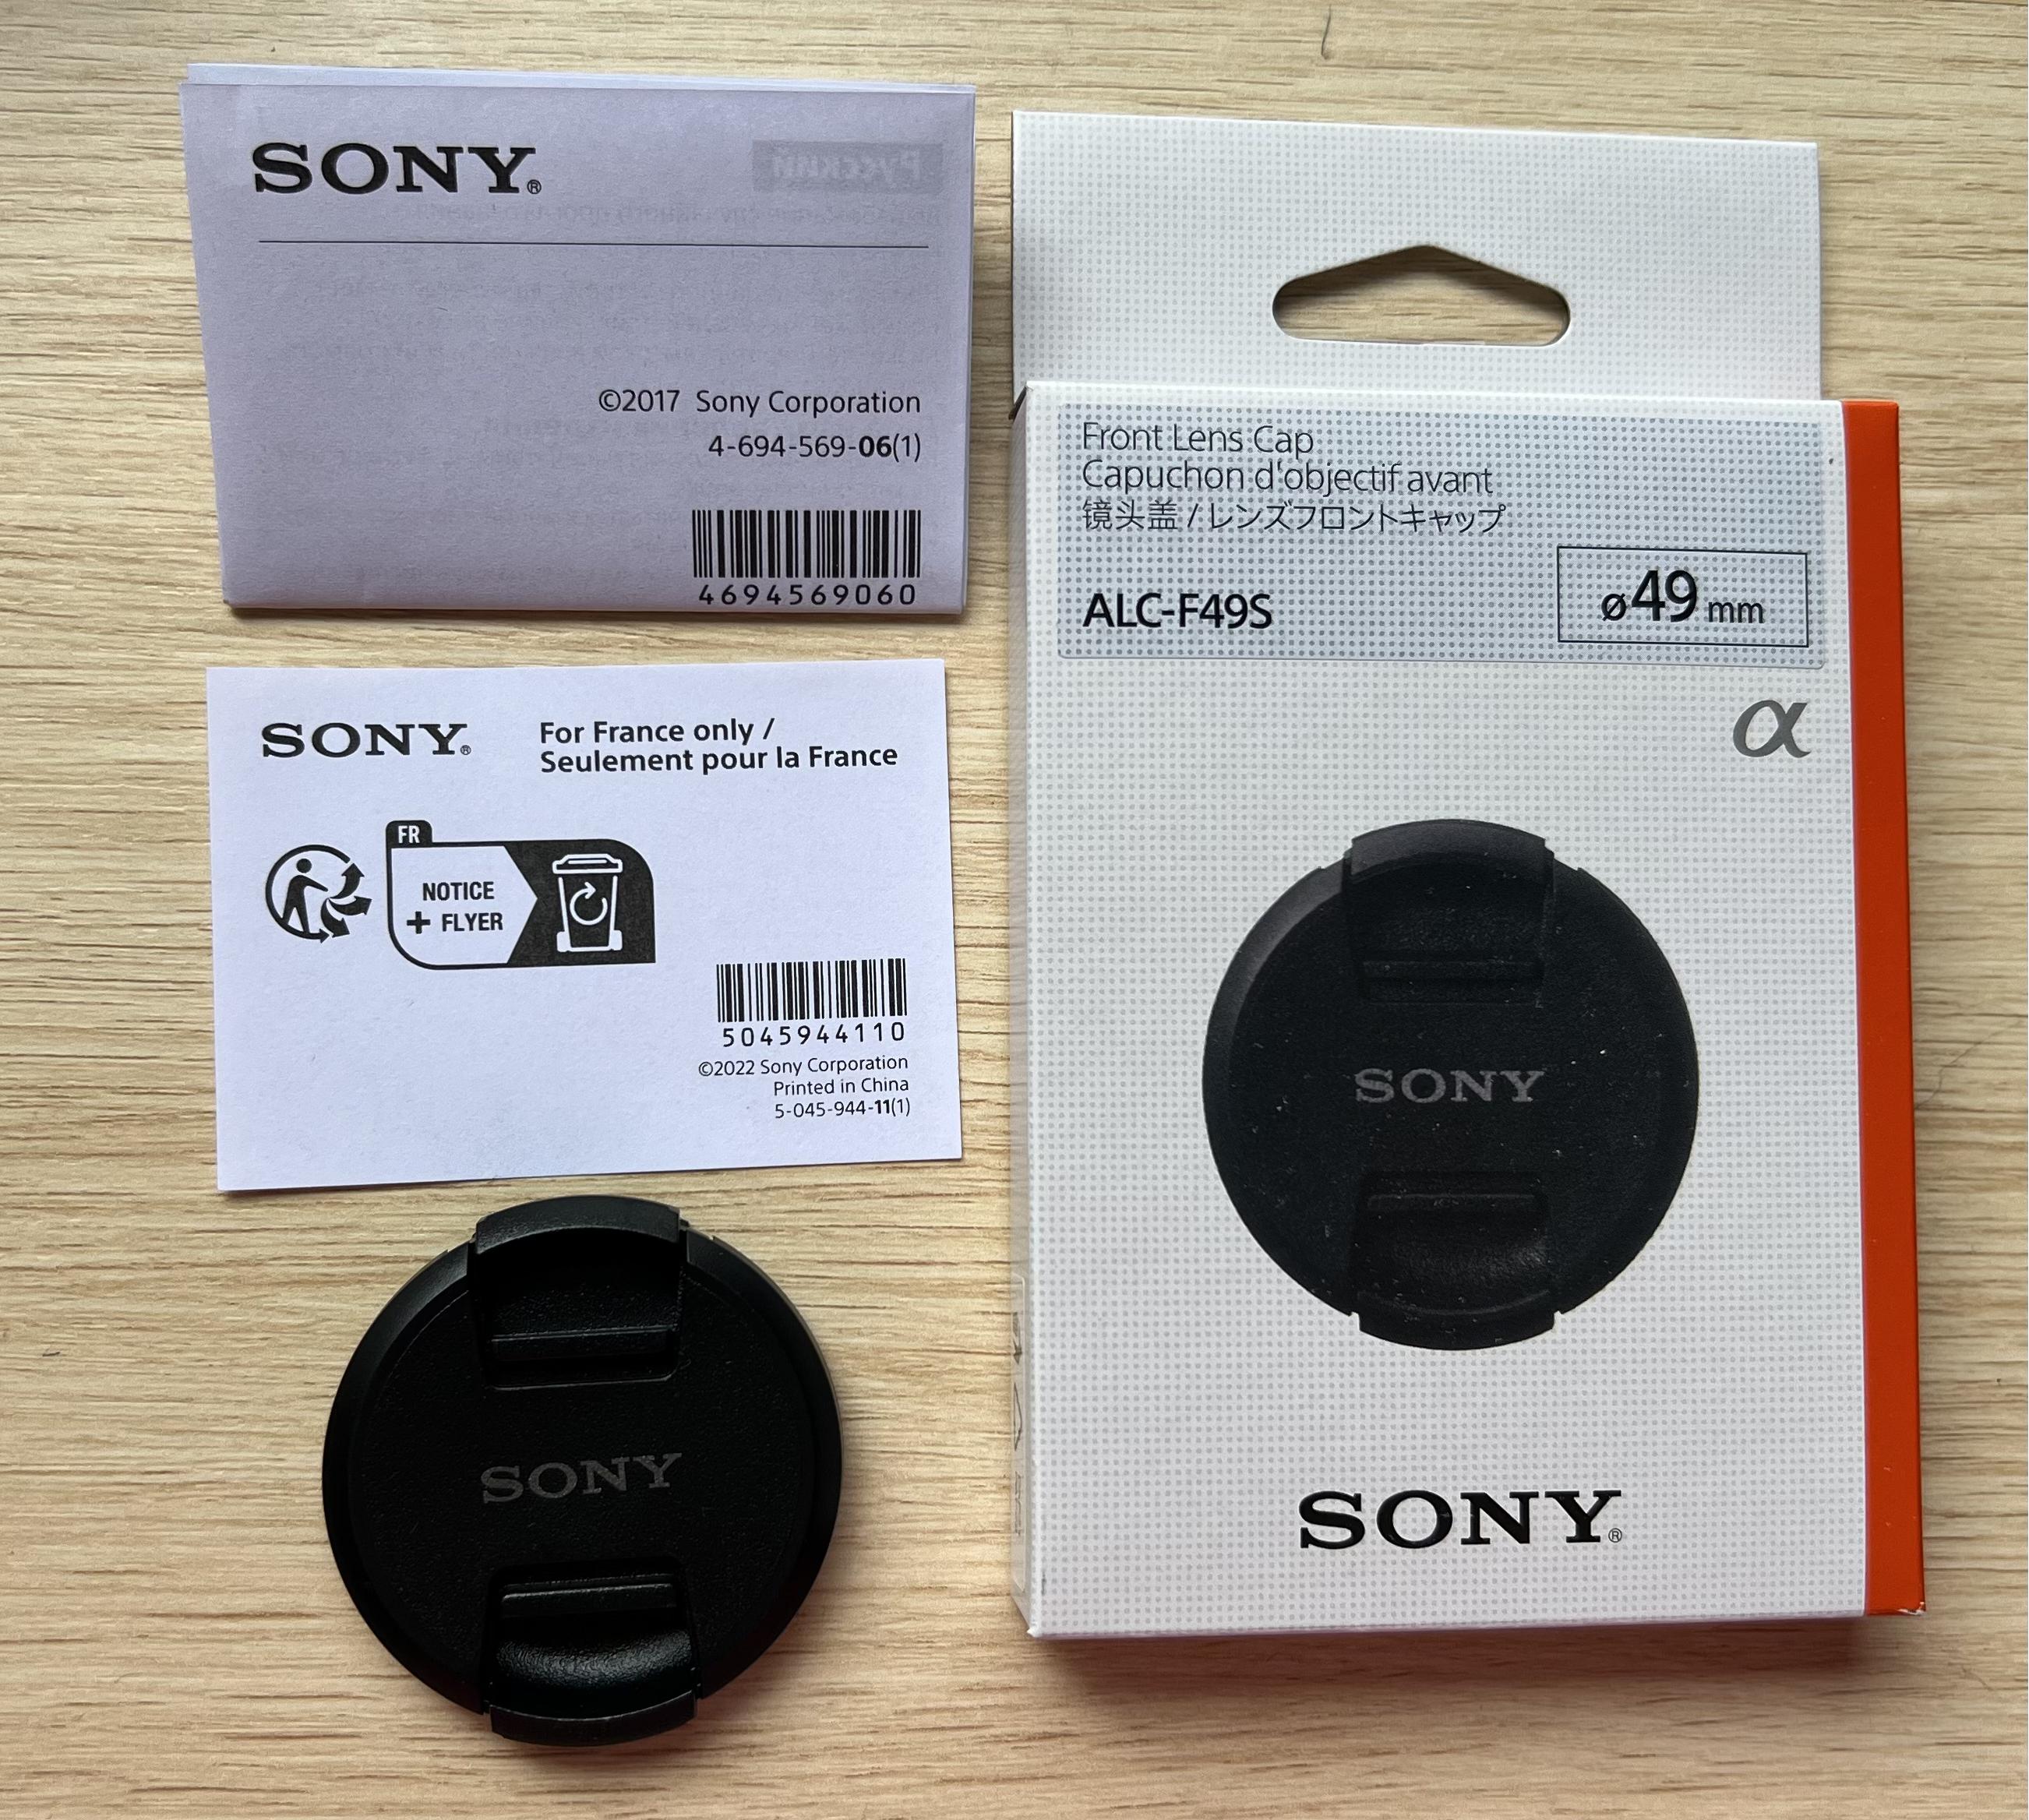 SONY®
©2017 Sony Corporation
4-694-569-06(1)
4694569060
SONY®
For France only /
Seulement pour la France
FR
NOTICE
+ FLYER
5045944110
©2022 Sony Corporation
Printed in China
5-045-944-11(1)
SONY
Front Lens Cap
Capuchon d'objectif avant
镜头盖 / レンズフロントキャップ
ALC-F49S
ø49 mm
α
SONY
SONY®